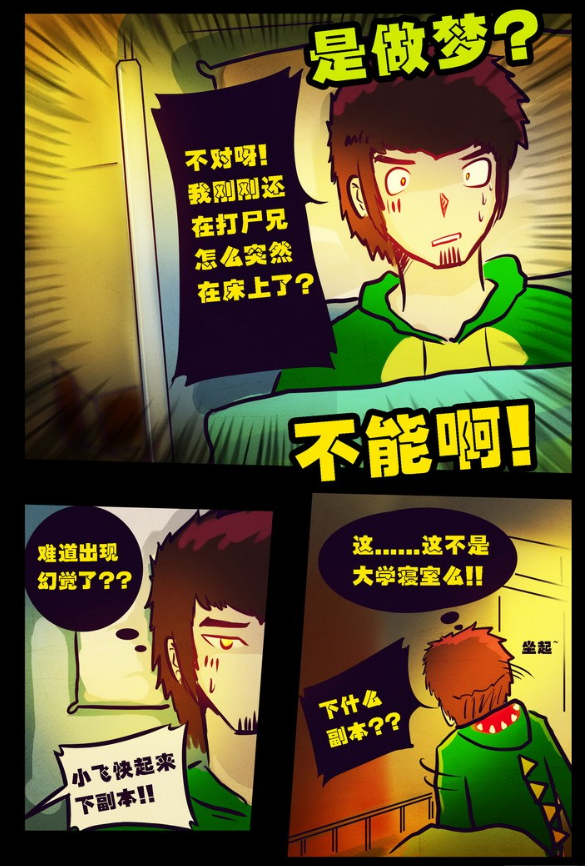 是做梦?
不对呀!
我刚刚还
在打尸兄
怎么突然
在床上了?
不能啊!
难道出现
幻觉了??
小飞快起来
下副本!!
这……这不是
大学寝室么!!
坐起~
下什么
副本??